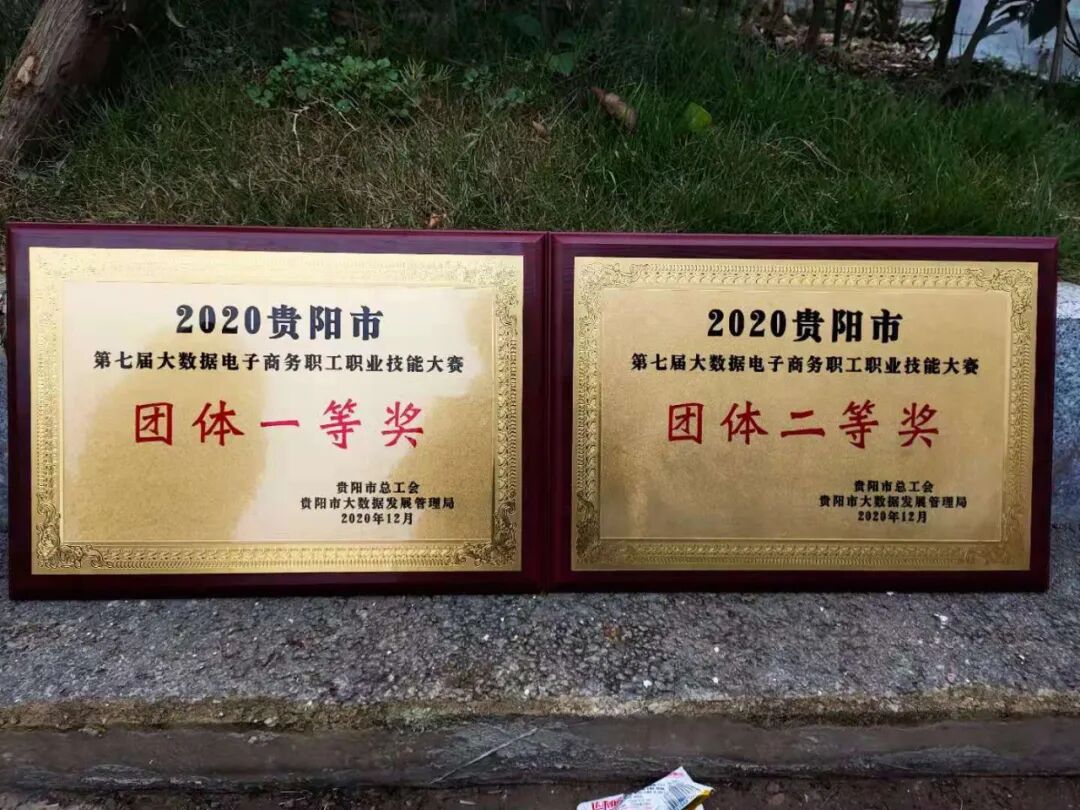 2020贵阳市
第七届大数据电子商务职工职业技能大赛
团体一等奖
贵阳市总工会
贵阳市大数据发展管理局
2020年12月
2020贵阳市
第七届大数据电子商务职工职业技能大赛
团体二等奖
贵阳市总工会
贵阳市大数据发展管理局
2020年12月